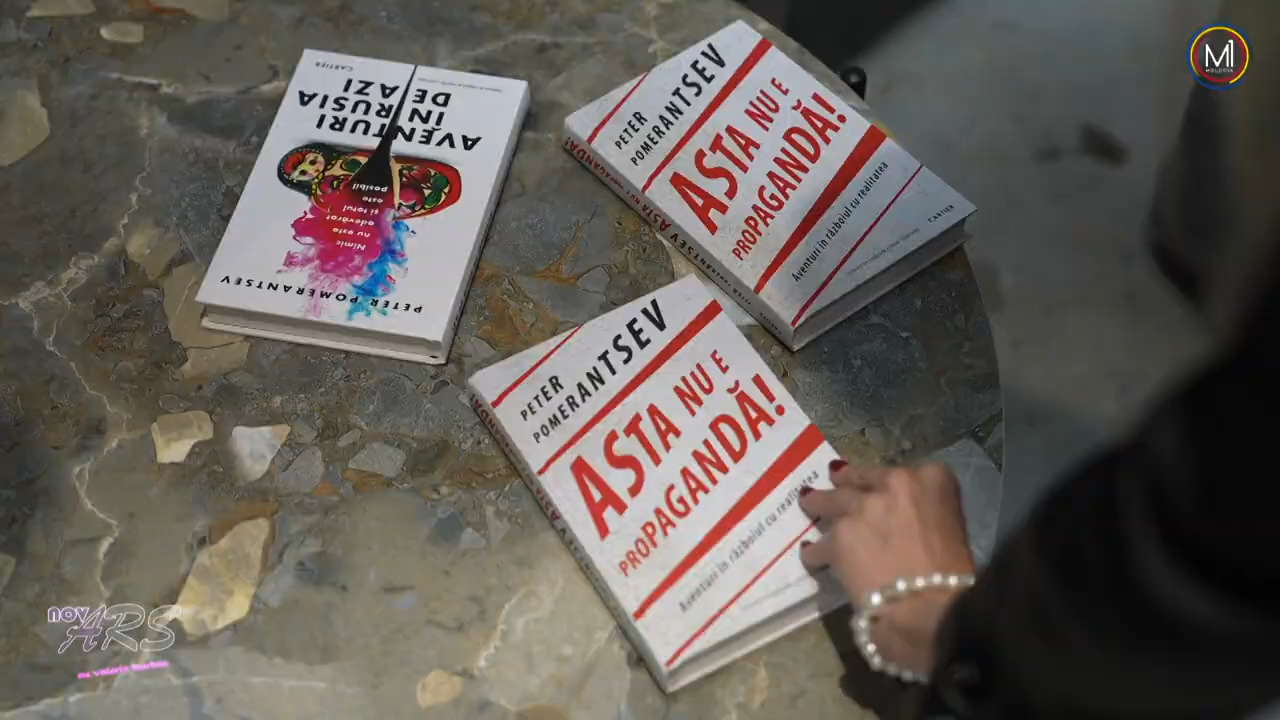 CARTIER
AVENTURI
ÎN RUSIA
DE AZI
Nimic
nu este
adevărat
și totul
este
posibil
PETER POMERANTSEV
PETER
POMERANTSEV
ASTA NU E
PROPAGANDĂ!
Aventuri în războiul cu realitatea
CARTIER
PETER
POMERANTSEV
ASTA NU E
PROPAGANDĂ!
Aventuri în războiul cu realitatea
M1
MOLDOVA
nov
ARS